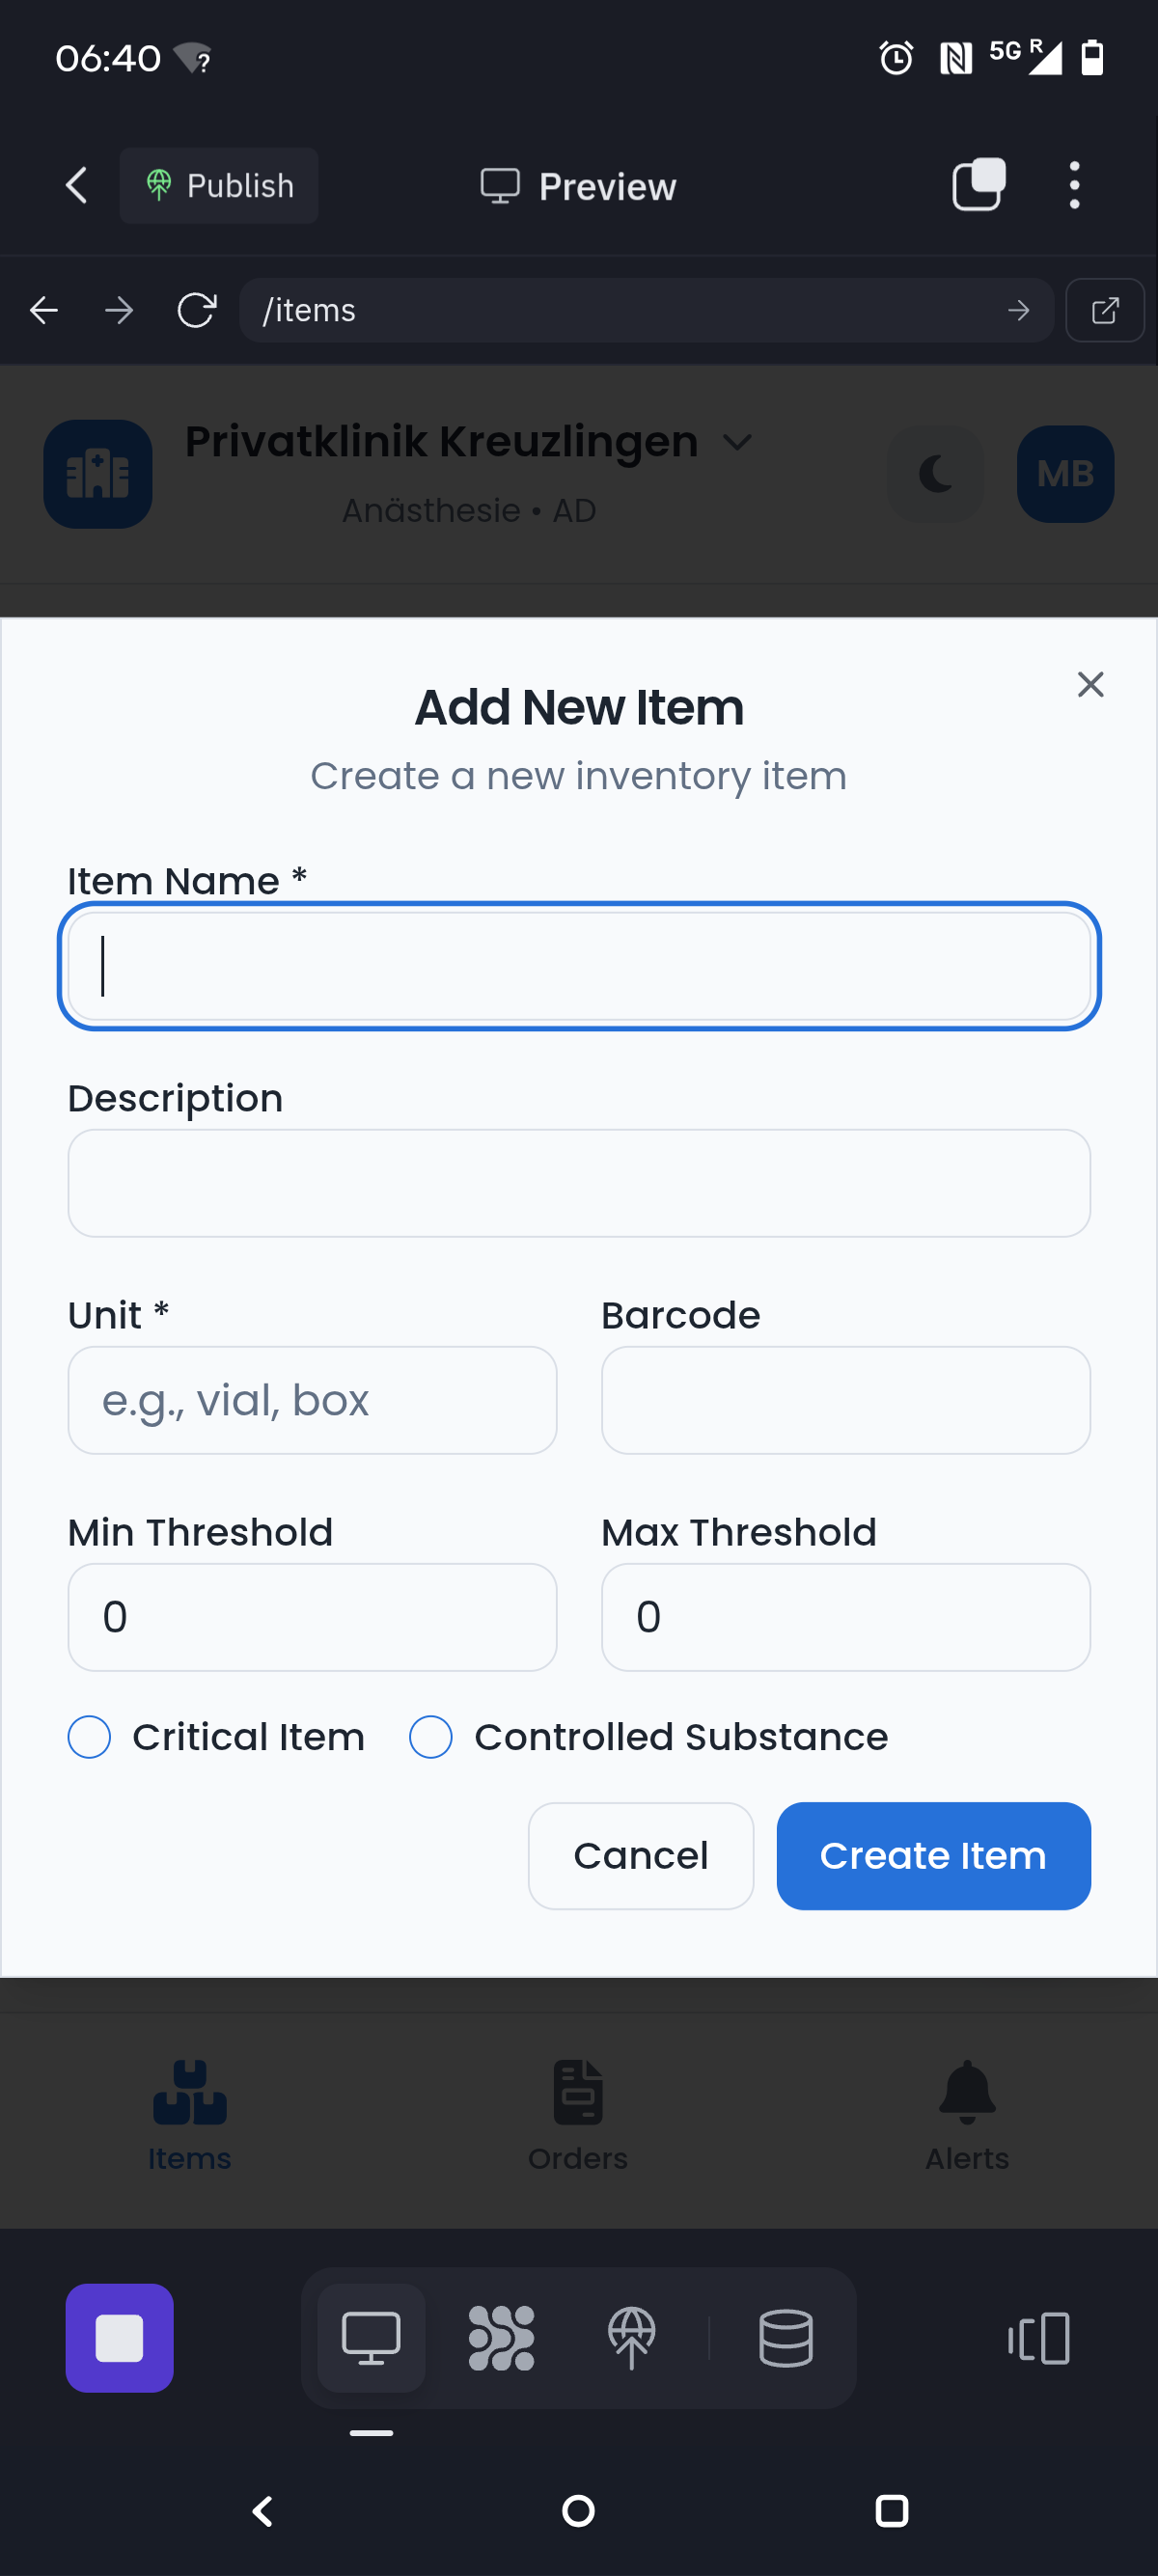 06:40
5G R
Publish
Preview
/items
Privatklinik Kreuzlingen
Anästhesie • AD
MB
Add New Item
Create a new inventory item
Item Name *
Description
Unit * Barcode
e.g., vial, box
Min Threshold Max Threshold
0 0
Critical Item Controlled Substance
Cancel Create Item
Items Orders Alerts